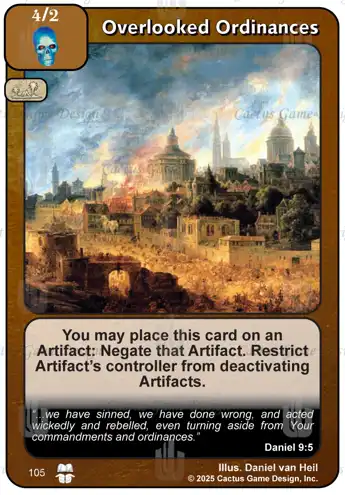 4/2
Overlooked Ordinances
You may place this card on an
Artifact: Negate that Artifact. Restrict
Artifact's controller from deactivating
Artifacts.
"...we have sinned, we have done wrong, and acted
wickedly and rebelled, even turning aside from Your
commandments and ordinances."
Daniel 9:5
Illus. Daniel van Heil
105
© 2025 Cactus Game Design, Inc.